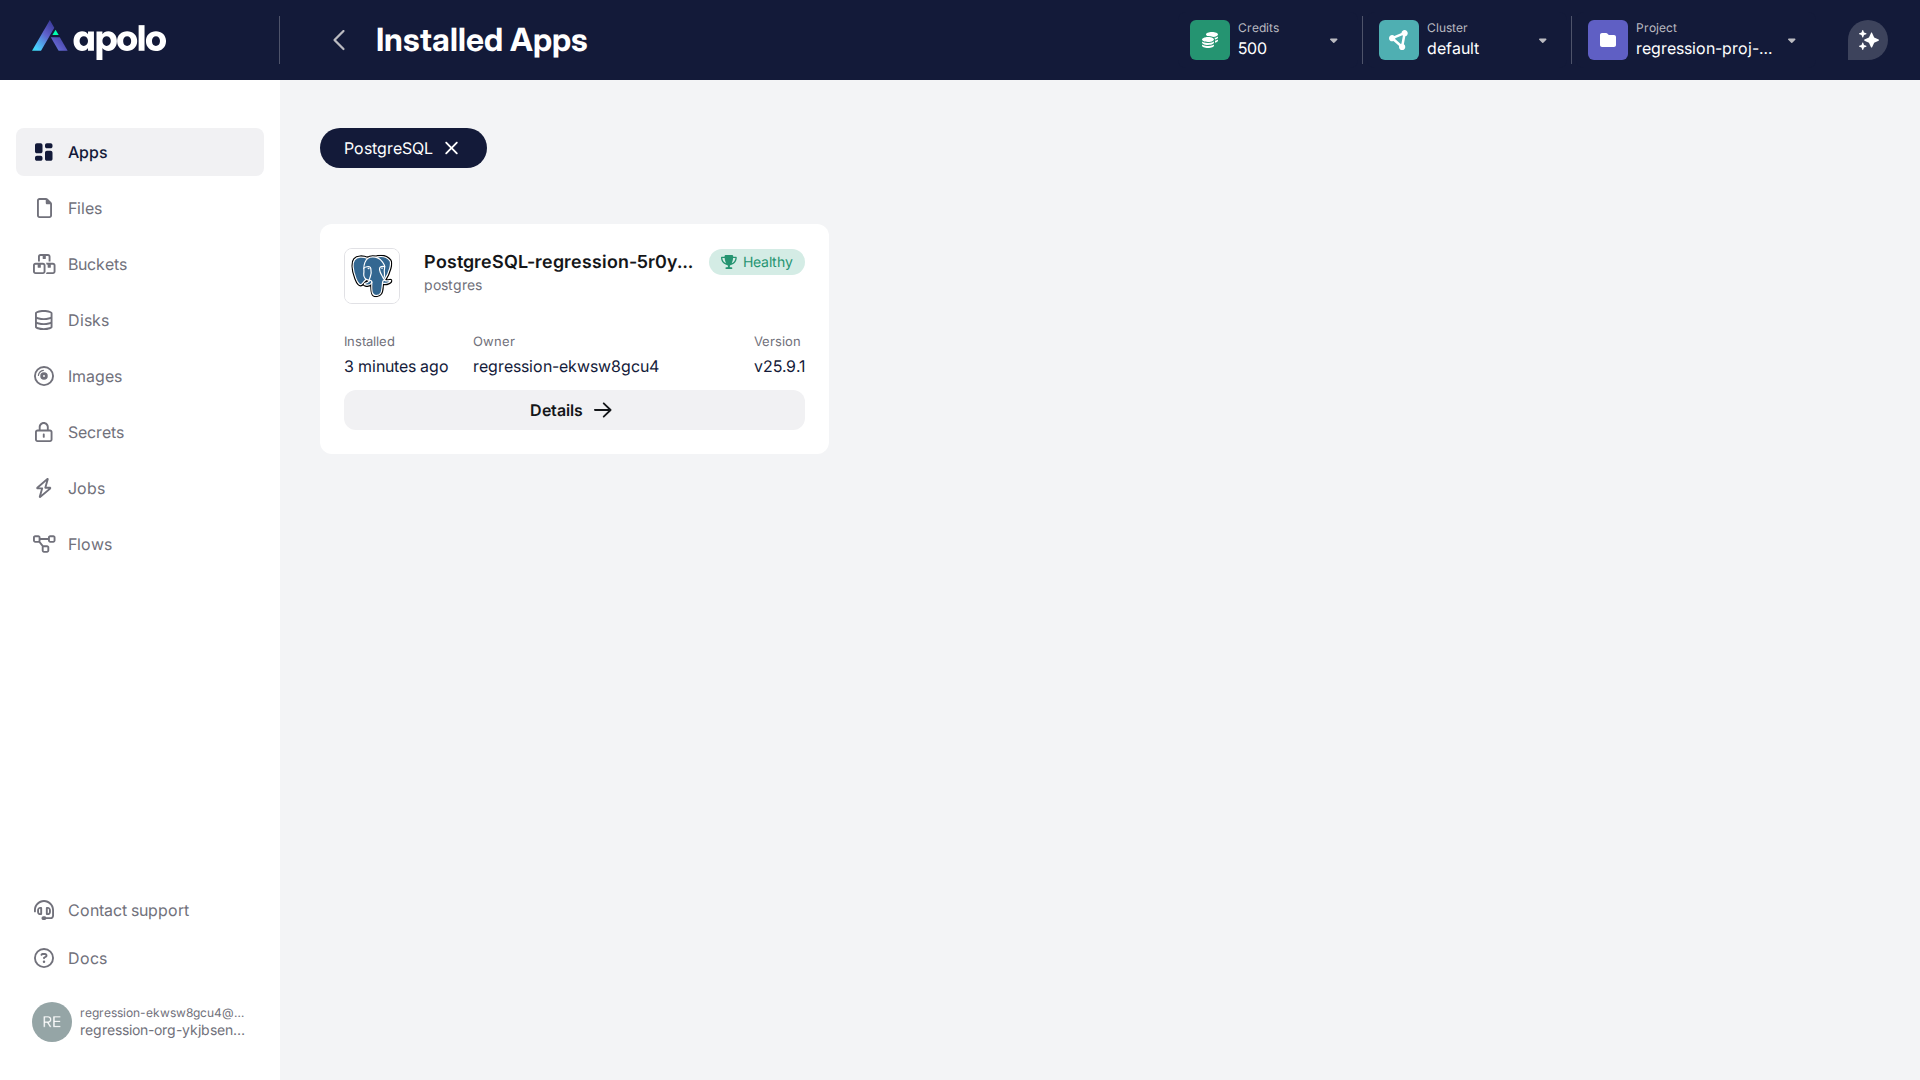 apolo
Installed Apps
Credits
500
Cluster
default
Project
regression-proj-...
Apps
Files
Buckets
Disks
Images
Secrets
Jobs
Flows
PostgreSQL
PostgreSQL-regression-5r0y...
Healthy
postgres
Installed
Owner
Version
3 minutes ago
regression-ekwsw8gcu4
v25.9.1
Details
Contact support
Docs
RE
regression-ekwsw8gcu4@...
regression-org-ykjbsen...